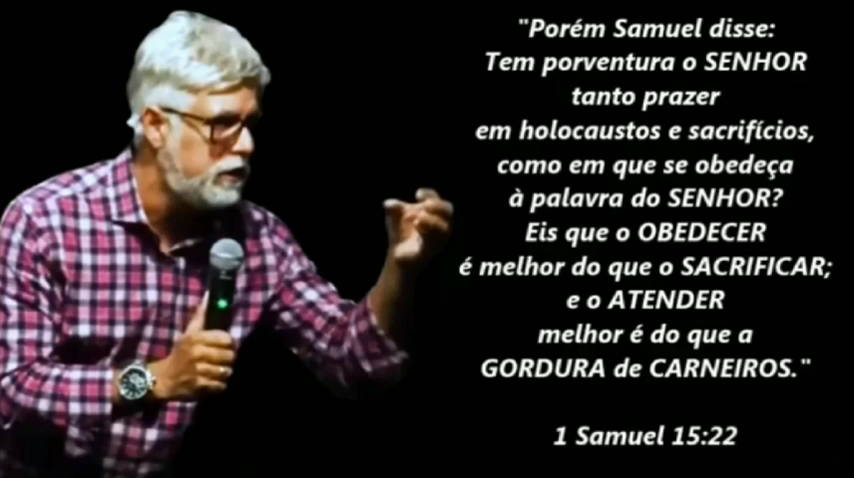 "Porém Samuel disse:
Tem porventura o SENHOR
tanto prazer
em holocaustos e sacrifícios,
como em que se obedeça
à palavra do SENHOR?
Eis que o OBEDECER
é melhor do que o SACRIFICAR;
e o ATENDER
melhor é do que a
GORDURA de CARNEIROS."
1 Samuel 15:22